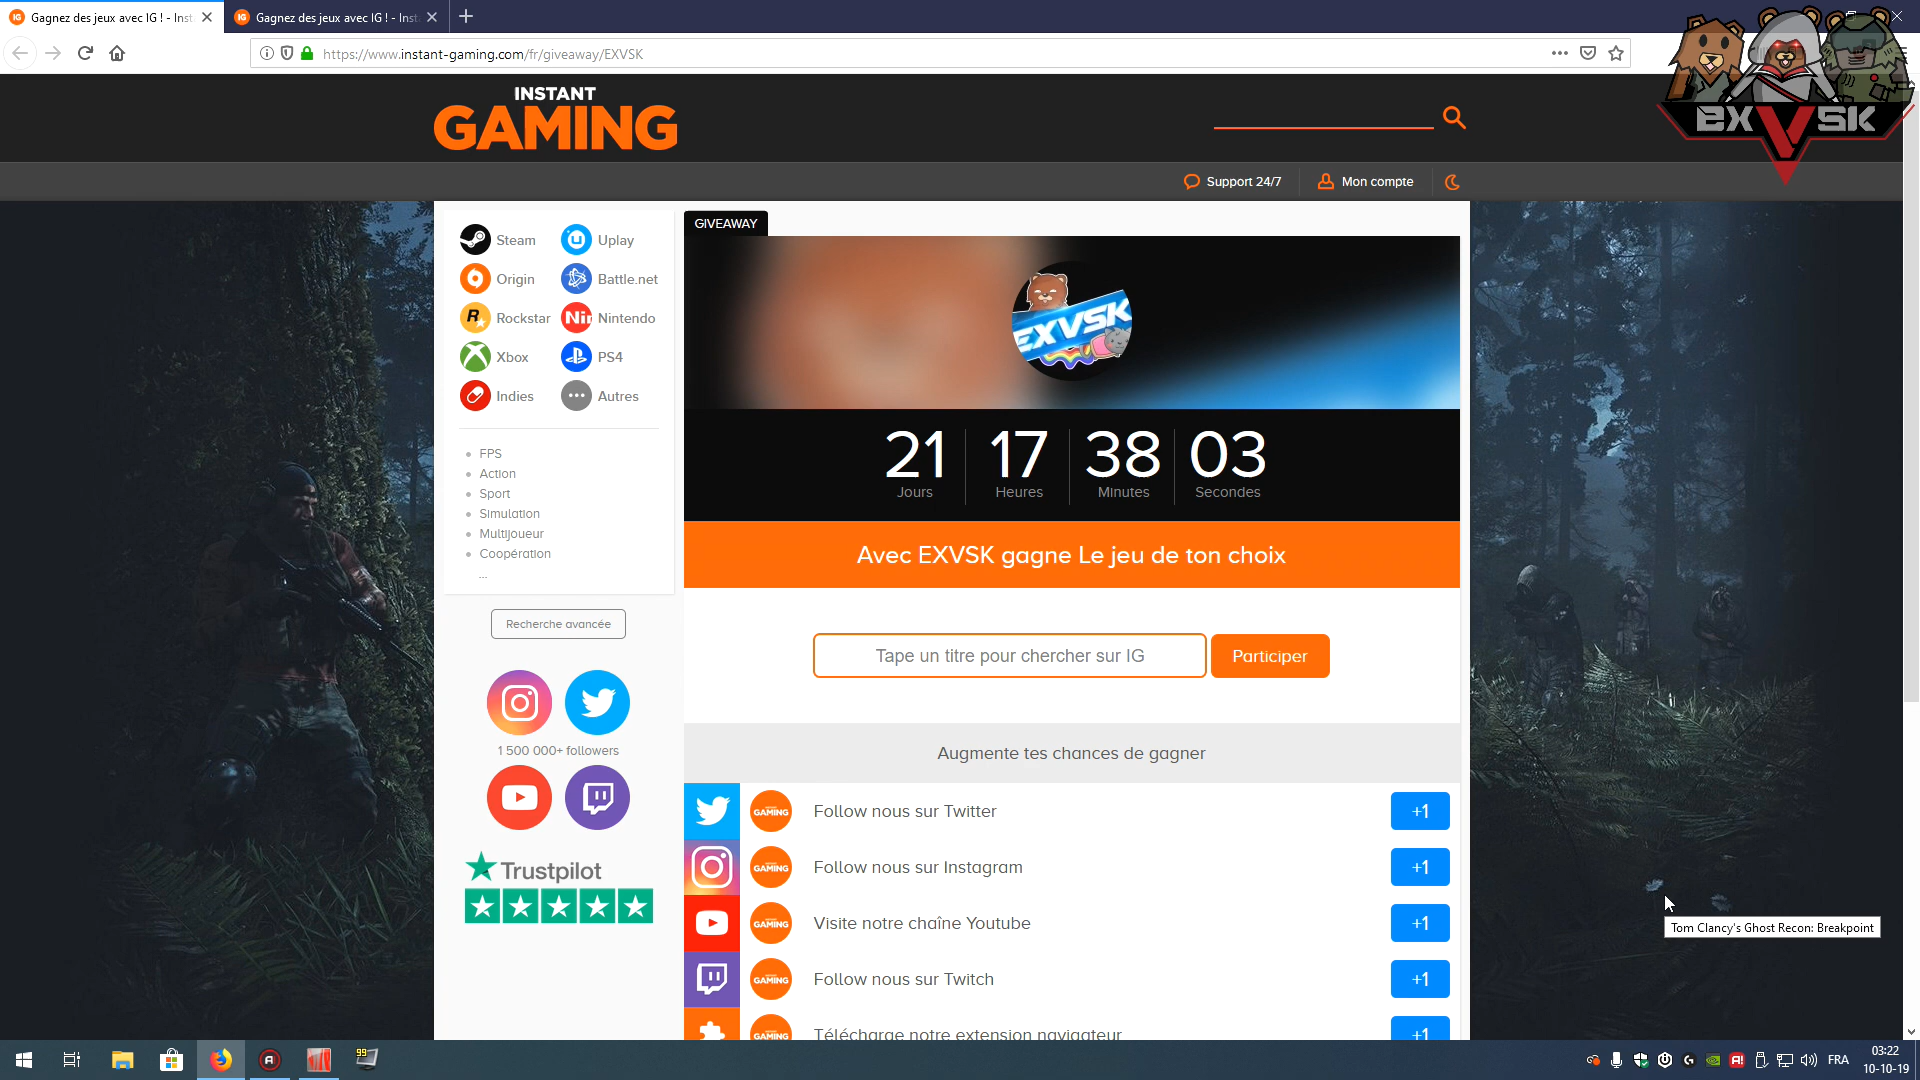 Gagnez des jeux avec IG ! - Inst
Gagnez des jeux avec IG ! - Inst
https://www.instant-gaming.com/fr/giveaway/EXVSK
EXVSK
INSTANT
GAMING
Support 24/7
Mon compte
GIVEAWAY
Steam
Uplay
Origin
Battle.net
Rockstar
Nintendo
Xbox
PS4
Indies
Autres
EXVSK
21
17
38
03
Jours
Heures
Minutes
Secondes
FPS
Action
Sport
Simulation
Multijoueur
Coopération
...
Avec EXVSK gagne Le jeu de ton choix
Recherche avancée
Tape un titre pour chercher sur IG
Participer
1 500 000+ followers
Augmente tes chances de gagner
GAMING
Follow nous sur Twitter
+1
GAMING
Follow nous sur Instagram
+1
GAMING
Visite notre chaîne Youtube
+1
GAMING
Follow nous sur Twitch
+1
GAMING
Télécharge notre extension navigateur
+1
Trustpilot
Tom Clancy's Ghost Recon: Breakpoint
99
FRA
03:22
10-10-19